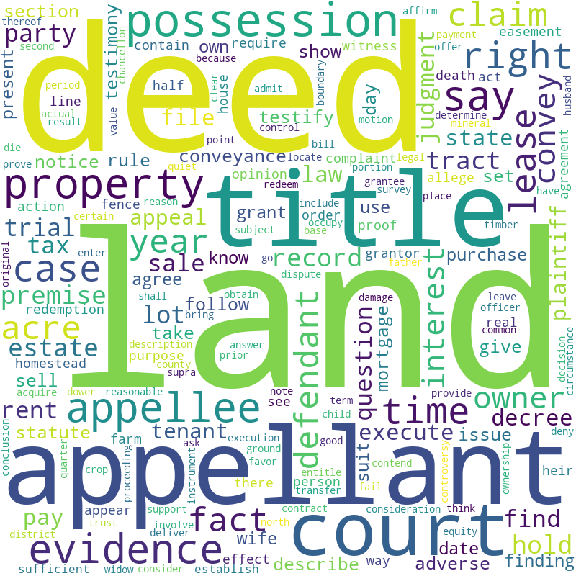 thereof
second
section
party
present
contain
chancellor
testimony
possession
own
require
because
show
witness
affirm
payment
offer
claim
easement
death
act
right
husband
deed
half
line
house
clear
admit
boundary
day
judgment
say
determine
mineral
period
actual
result
value
file
testify
point
control
motion
state
convey
die
prove
notice
rule
conveyance
locate
bill
complaint
legal
allege
lease
tract
set
agreement
property
quiet
opinion
law
redeem
portion
grantee
survey
place
have
action
fence
reason
grant
include
order
occupy
use
proof
timber
certain
trial
appeal
subject
base
title
grantor
father
purchase
original
tax
enter
year
record
go
dispute
case
sale
know
agree
follow
interest
mortgage
question
damage
real
leave
officer
common
plaintiff
premise
redemption
shall
obtain
bring
lot
take
answer
prior
defendant
give
decision
circumstance
acre
description
purpose
county
supra
land
owner
estate
homestead
sell
acquire
dower
reasonable
note
see
term
child
time
provide
decree
rent
appellee
execution
ask
good
execute
issue
deny
conclusion
statute
farm
ground
favor
entitle
person
transfer
suit
contend
fail
controversy
ownership
heir
tenant
quarter
crop
proceeding
instrument
there
appellant
pay
appear
trust
support
involve
deliver
contract
north
consideration
think
equity
find
district
fact
wife
court
date
hold
evidence
effect
describe
way
adverse
finding
sufficient
widow
consider
establish